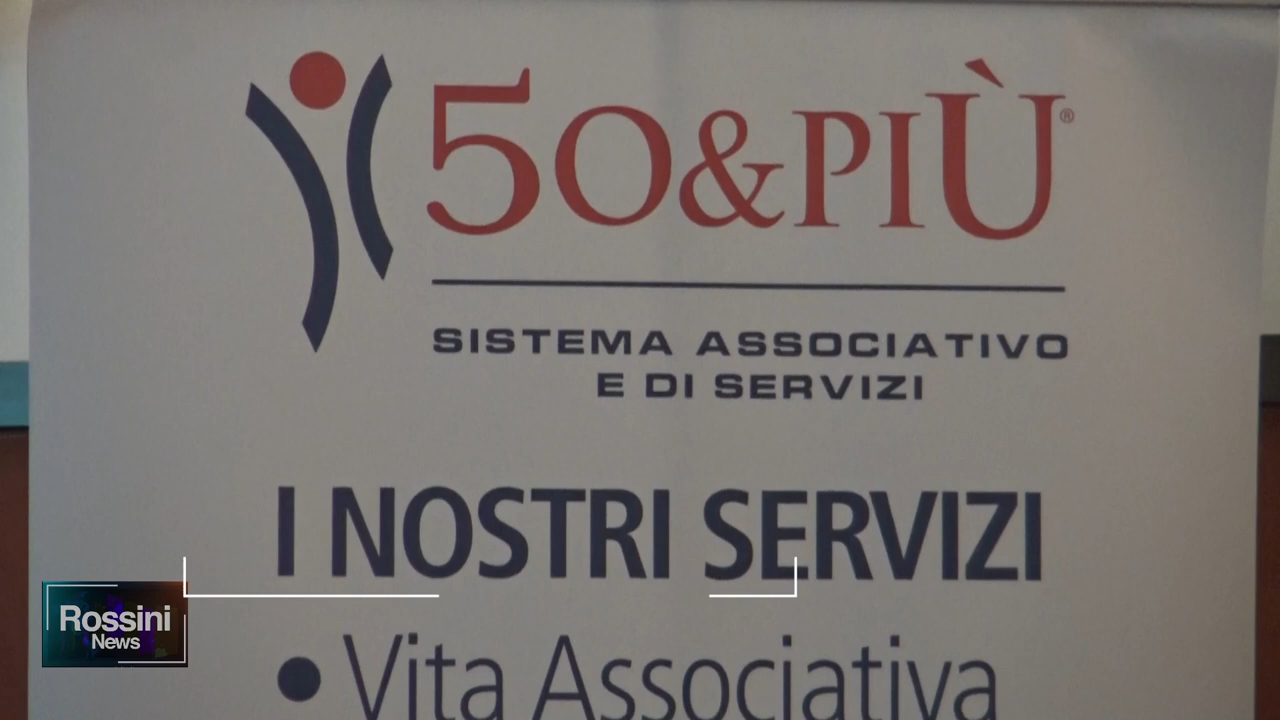 50&PIÙ®
SISTEMA ASSOCIATIVO
E DI SERVIZI
I NOSTRI SERVIZI
• Vita Associativa
Rossini
News